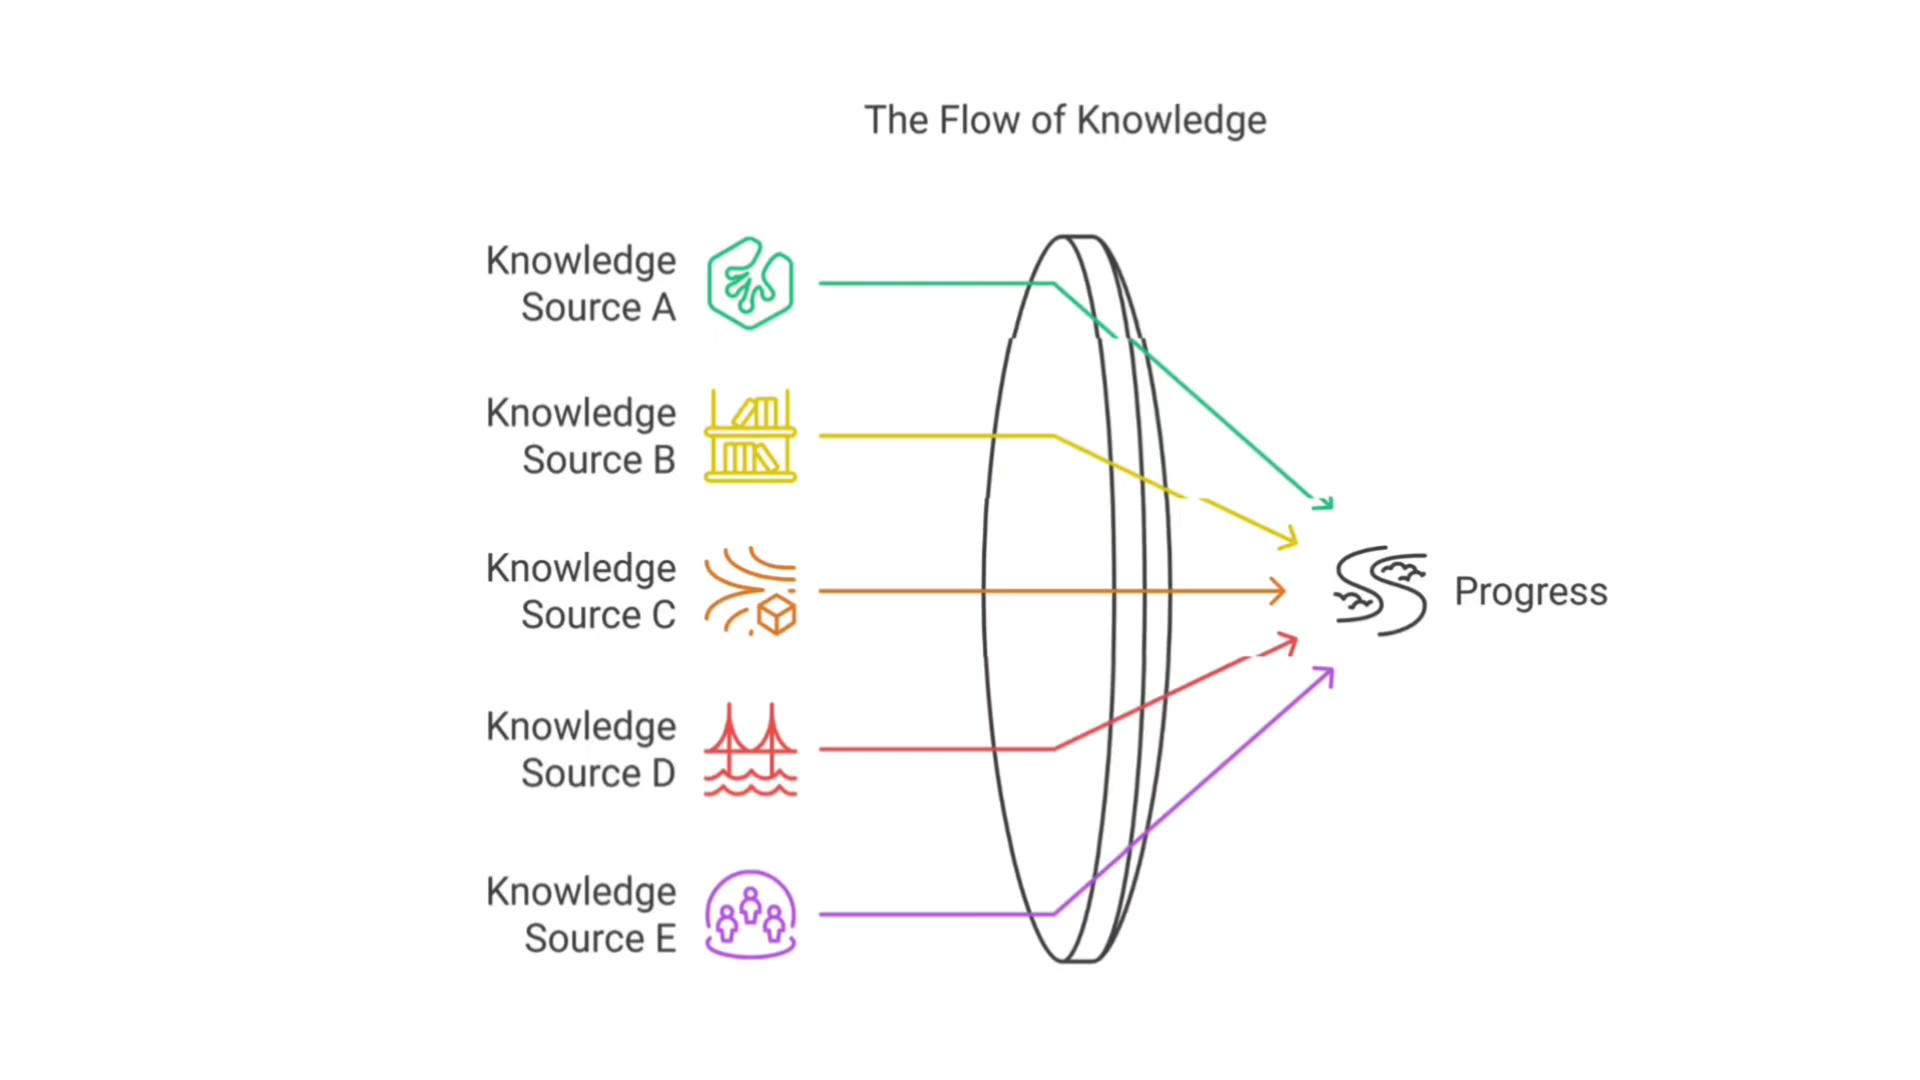 The Flow of Knowledge
Knowledge
Source A
Knowledge
Source B
Knowledge
Source C
Knowledge
Source D
Knowledge
Source E
Progress